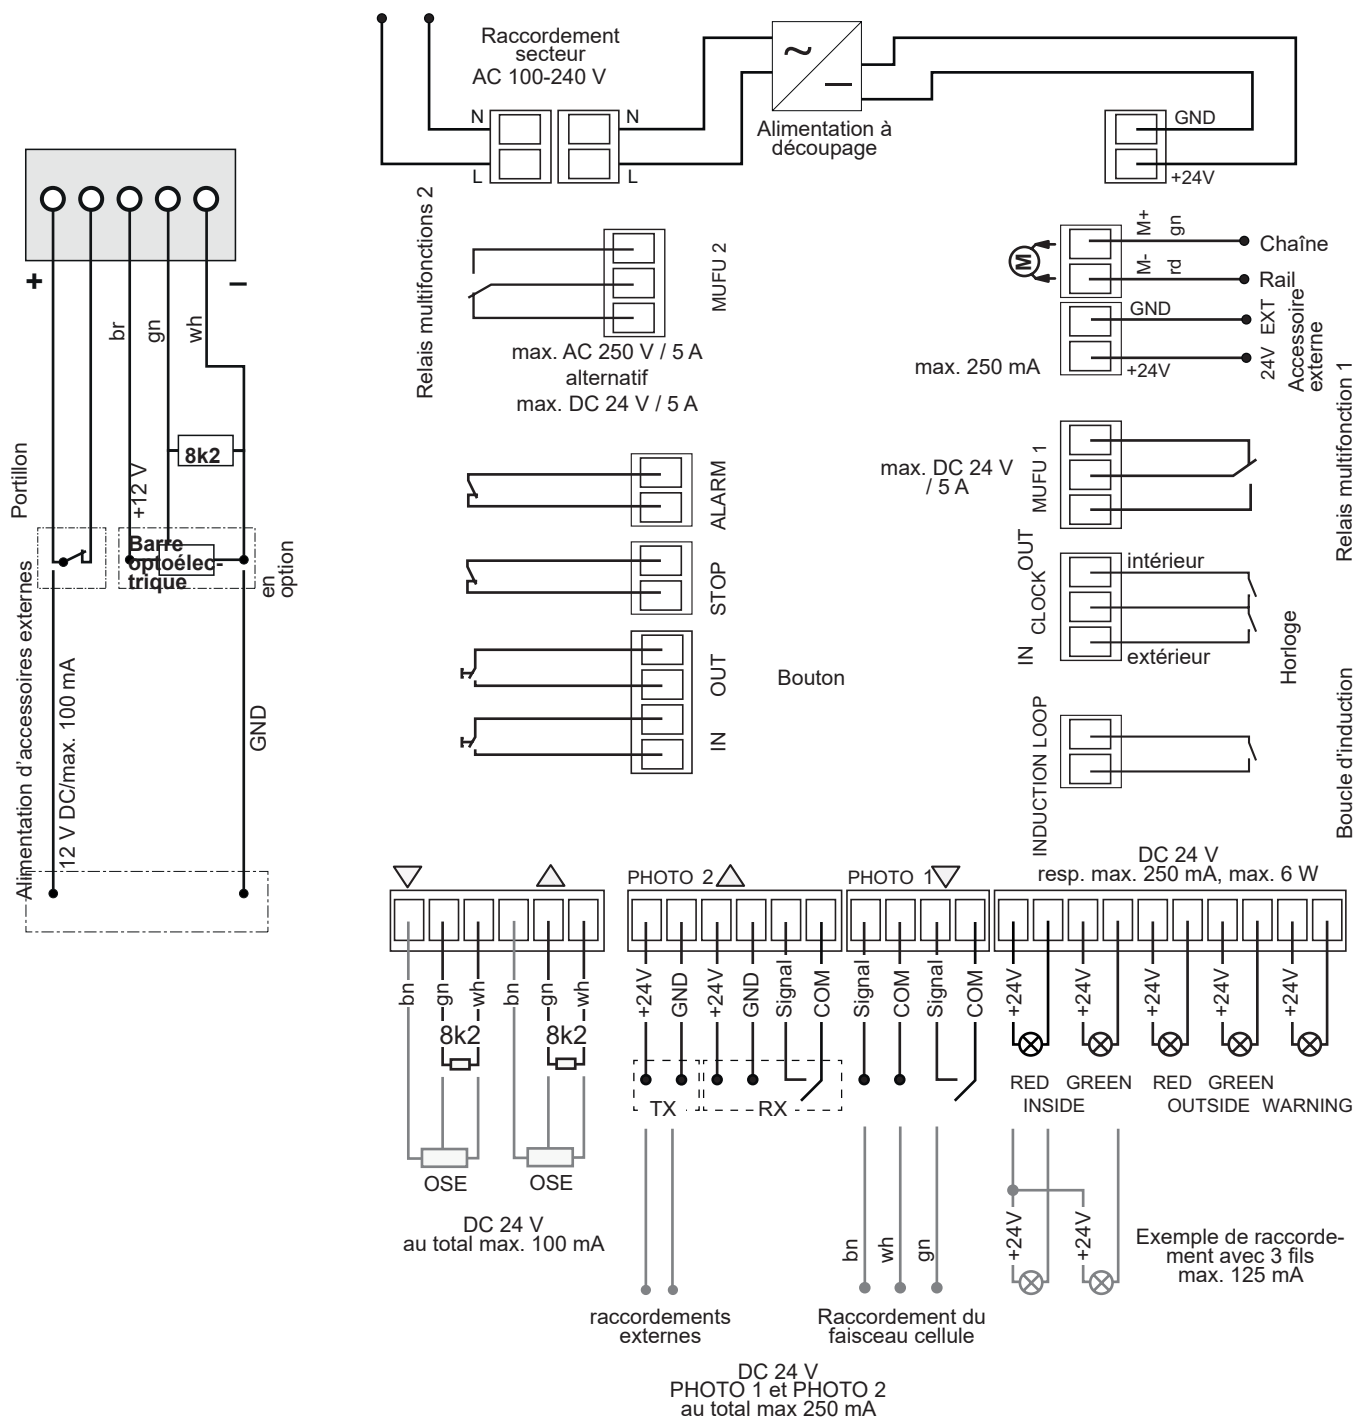 Raccordement
secteur
AC 100-240 V
N
L
N
L
Alimentation à
découpage
GND
+24V
+
–
br
gn
wh
8k2
Portillon
+12 V
Barre
optoélec-
trique
en
option
Alimentation d'accessoires externes
12 V DC/max. 100 mA
GND
Relais multifonctions 2
MUFU 2
max. AC 250 V / 5 A
alternatif
max. DC 24 V / 5 A
ALARM
STOP
OUT
IN
Bouton
M
M+
gn
Chaîne
M-
rd
Rail
GND
+24V
24V EXT
Accessoire
externe
max. 250 mA
MUFU 1
max. DC 24 V
/ 5 A
Relais multifonction 1
OUT
CLOCK
IN
intérieur
extérieur
Horloge
INDUCTION LOOP
Boucle d'induction
DC 24 V
resp. max. 250 mA, max. 6 W
PHOTO 2
PHOTO 1
bn
gn
wh
bn
gn
wh
+24V
GND
+24V
GND
Signal
COM
Signal
COM
Signal
COM
+24V
+24V
+24V
+24V
+24V
8k2
8k2
TX
RX
RED GREEN
INSIDE
RED GREEN
OUTSIDE WARNING
OSE
OSE
DC 24 V
au total max. 100 mA
bn
wh
gn
+24V
+24V
Exemple de raccorde-
ment avec 3 fils
max. 125 mA
raccordements
externes
Raccordement du
faisceau cellule
DC 24 V
PHOTO 1 et PHOTO 2
au total max 250 mA